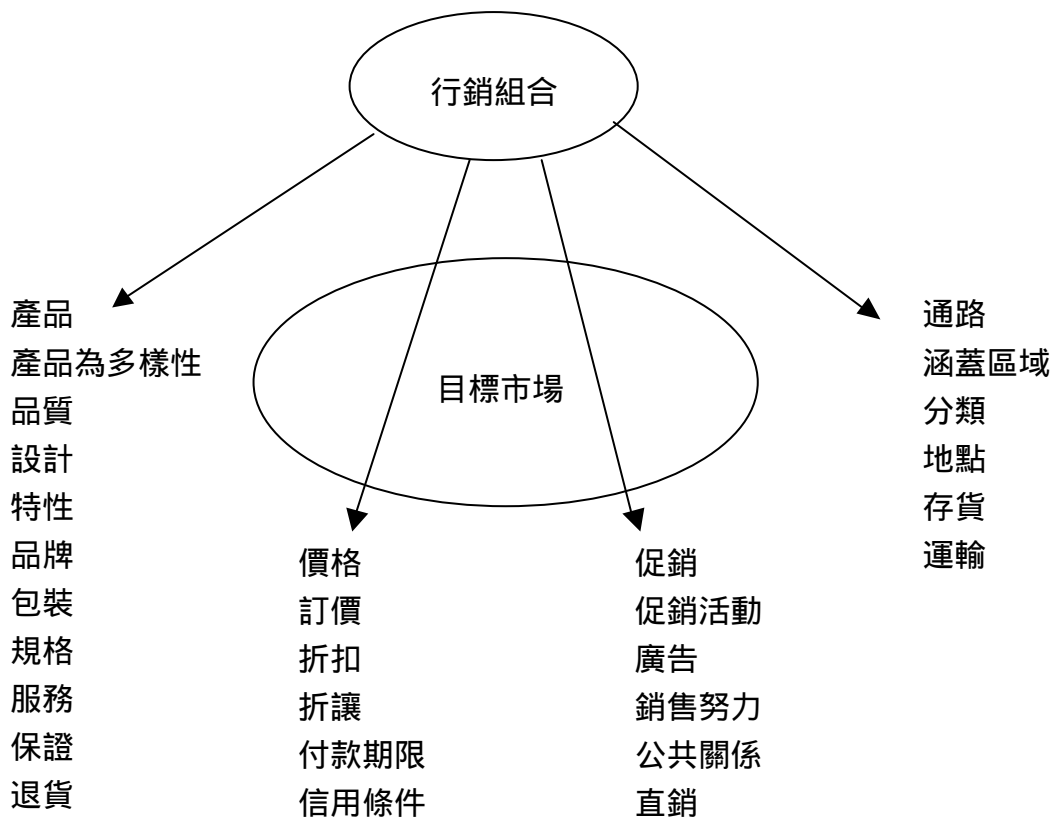 行銷組合
目標市場
產品
產品為多樣性
品質
設計
特性
品牌
包裝
規格
服務
保證
退貨
價格
訂價
折扣
折讓
付款期限
信用條件
促銷
促銷活動
廣告
銷售努力
公共關係
直銷
通路
涵蓋區域
分類
地點
存貨
運輸